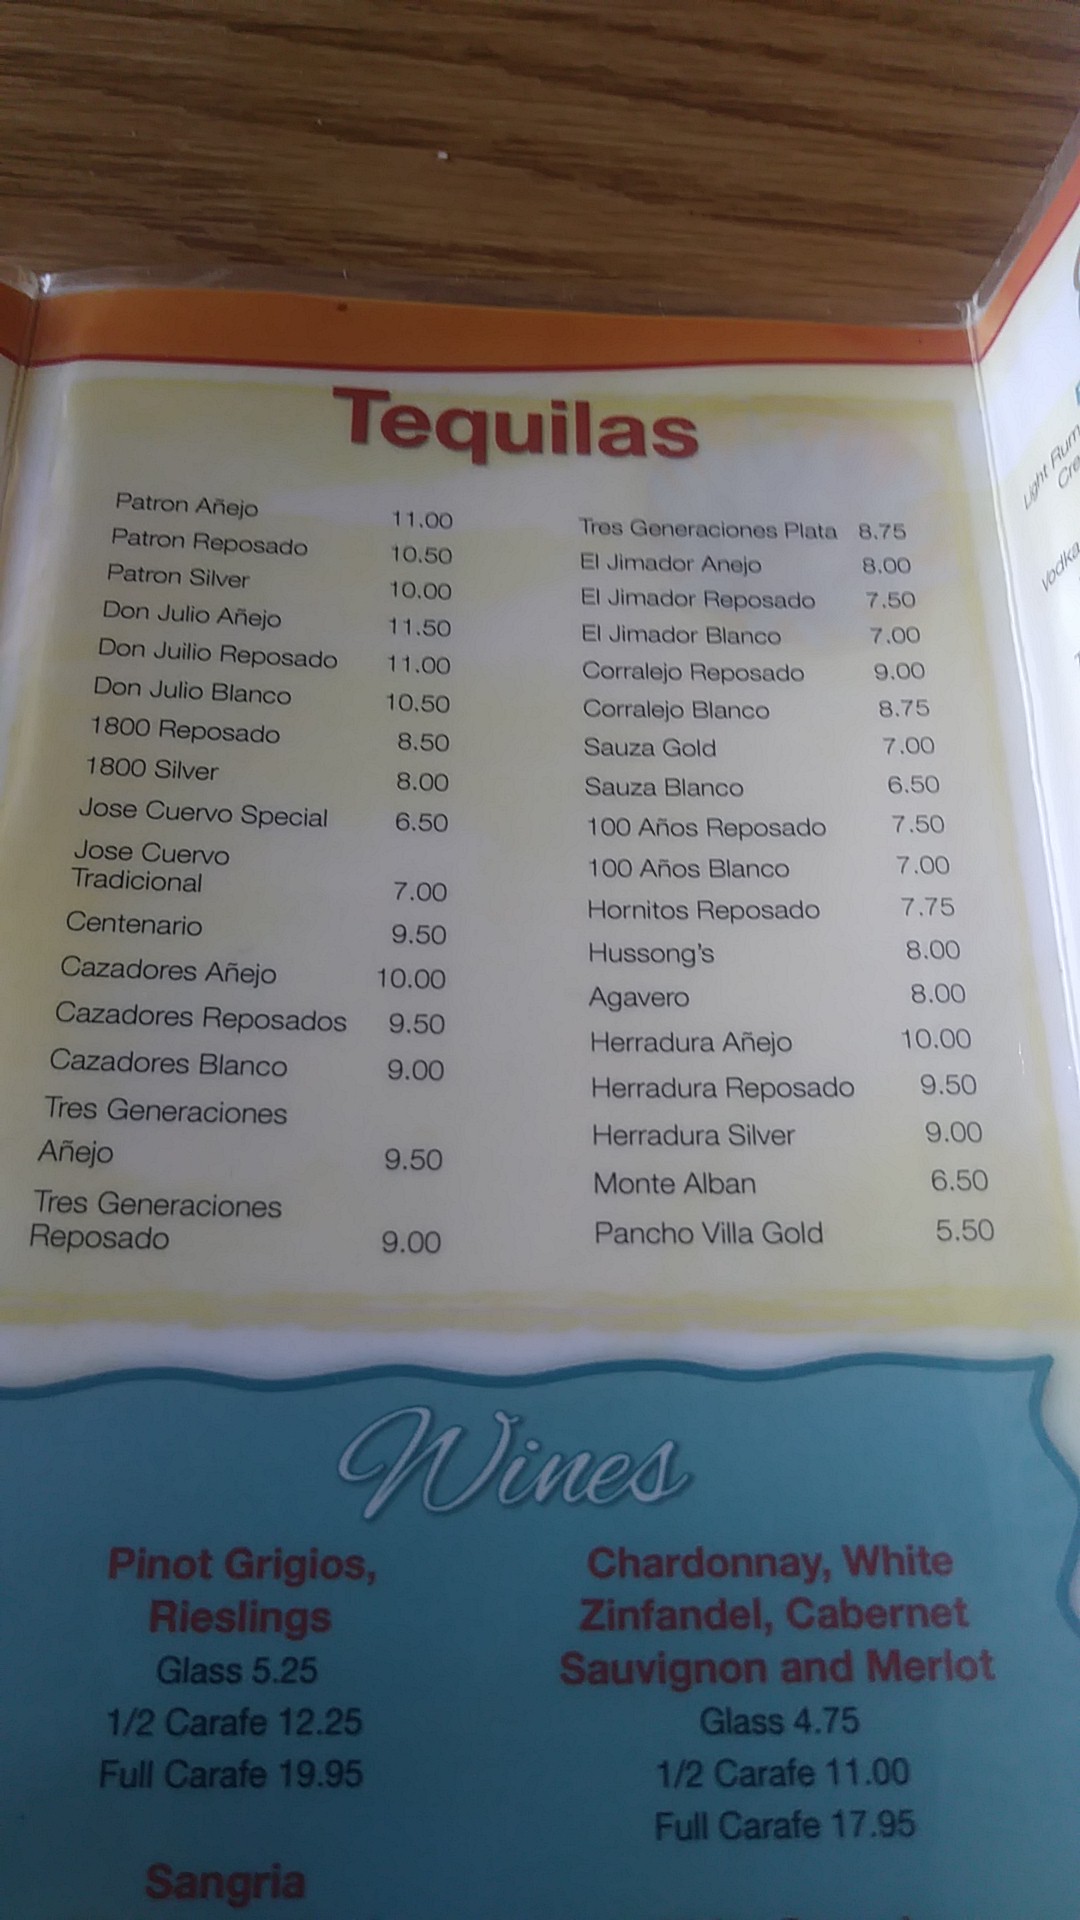 Tequilas
Patron Añejo 11.00
Patron Reposado 10.50
Patron Silver 10.00
Don Julio Añejo 11.50
Don Juilio Reposado 11.00
Don Julio Blanco 10.50
1800 Reposado 8.50
1800 Silver 8.00
Jose Cuervo Special 6.50
Jose Cuervo
Tradicional 7.00
Centenario 9.50
Cazadores Añejo 10.00
Cazadores Reposados 9.50
Cazadores Blanco 9.00
Tres Generaciones
Añejo 9.50
Tres Generaciones
Reposado 9.00
Tres Generaciones Plata 8.75
El Jimador Anejo 8.00
El Jimador Reposado 7.50
El Jimador Blanco 7.00
Corralejo Reposado 9.00
Corralejo Blanco 8.75
Sauza Gold 7.00
Sauza Blanco 6.50
100 Años Reposado 7.50
100 Años Blanco 7.00
Hornitos Reposado 7.75
Hussong's 8.00
Agavero 8.00
Herradura Añejo 10.00
Herradura Reposado 9.50
Herradura Silver 9.00
Monte Alban 6.50
Pancho Villa Gold 5.50
Wines
Pinot Grigios,
Rieslings
Glass 5.25
1/2 Carafe 12.25
Full Carafe 19.95
Sangria
Chardonnay, White
Zinfandel, Cabernet
Sauvignon and Merlot
Glass 4.75
1/2 Carafe 11.00
Full Carafe 17.95
Light Rum
Cre
Vodka